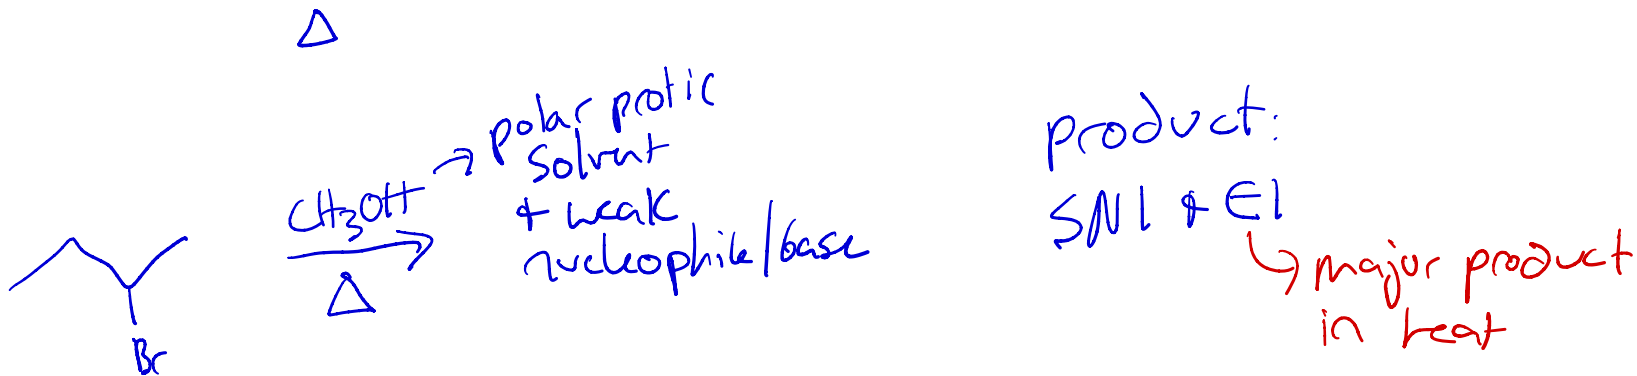 Δ
polar protic
solvent
+ weak
nucleophile/base
CH3OH
Δ
Br
product:
SN1 + E1
major product
in heat